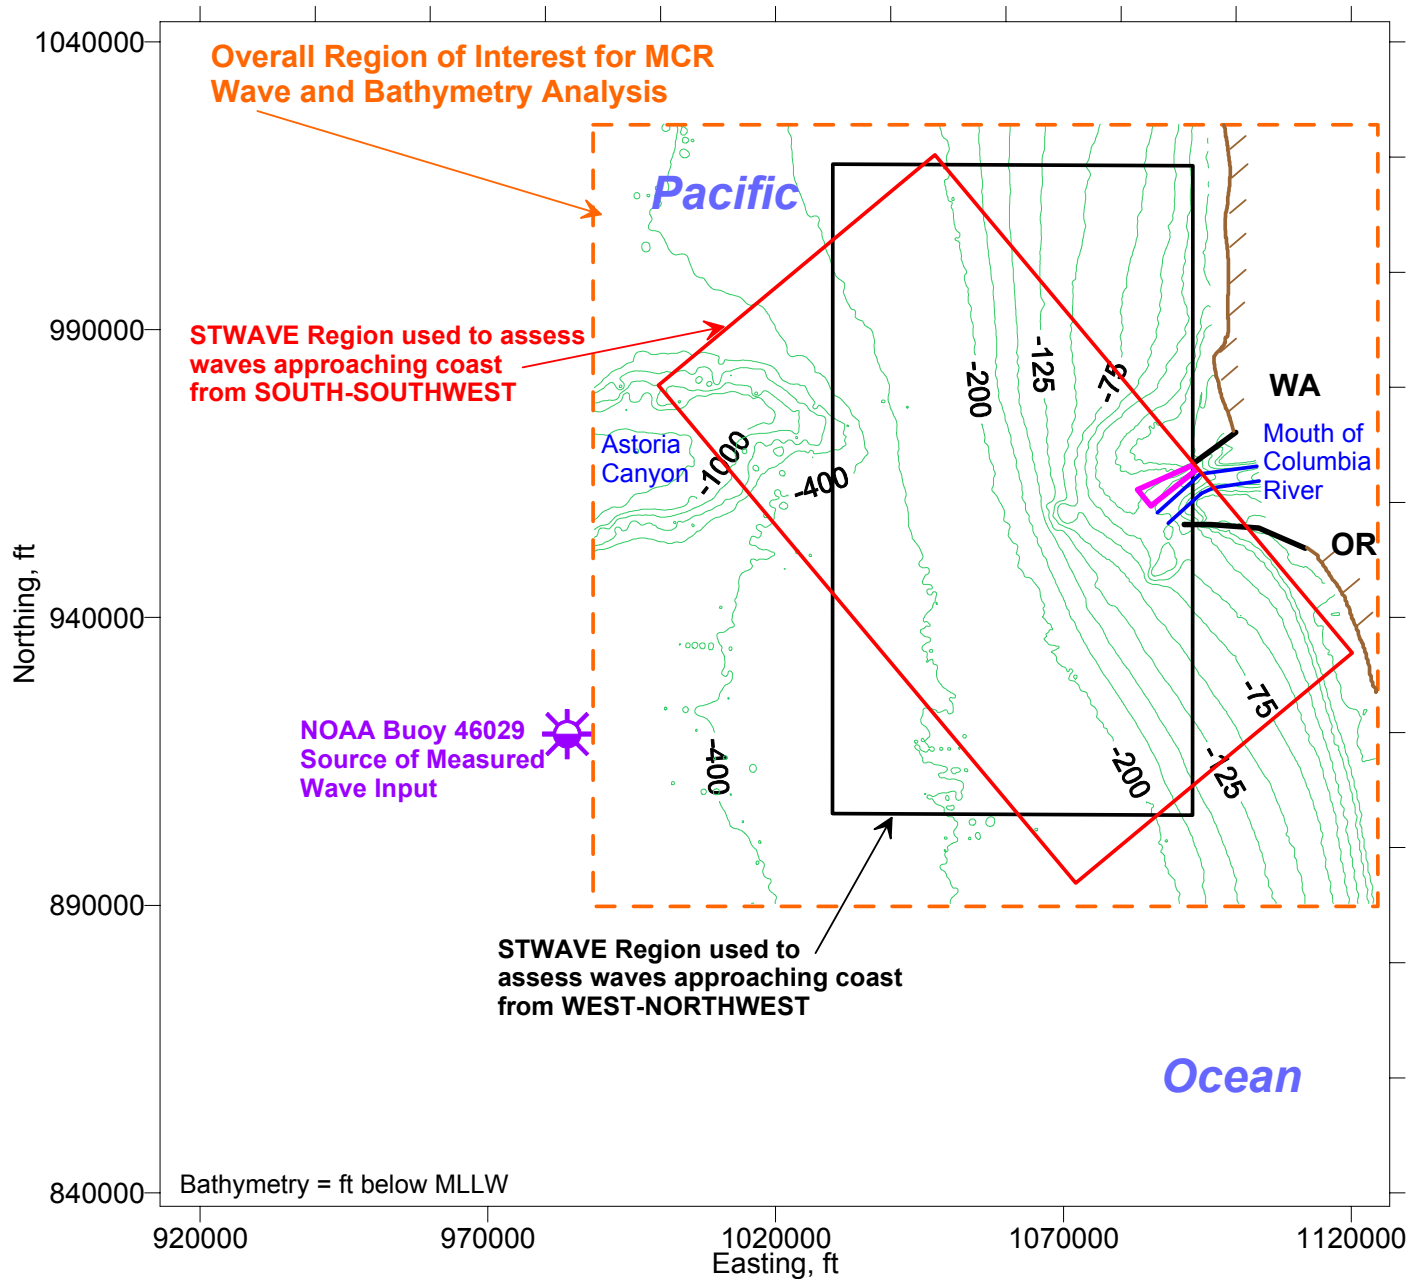 1040000
Overall Region of Interest for MCR
Wave and Bathymetry Analysis
Pacific
990000
STWAVE Region used to assess
waves approaching coast
from SOUTH-SOUTHWEST
-200
-125
-75
WA
Astoria
Canyon
-1000
-400
Mouth of
Columbia
River
OR
Northing, ft
940000
NOAA Buoy 46029
Source of Measured
Wave Input
-400
-200
-125
-75
890000
STWAVE Region used to
assess waves approaching coast
from WEST-NORTHWEST
Ocean
840000
Bathymetry = ft below MLLW
920000
970000
1020000
1070000
1120000
Easting, ft